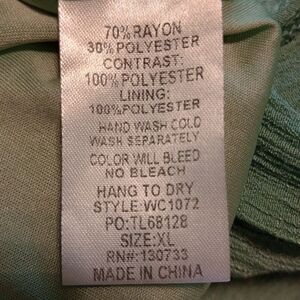 70% RAYON
30% POLYESTER
CONTRAST:
100% POLYESTER
LINING:
100% POLYESTER
HAND WASH COLD
WASH SEPARATELY
COLOR WILL BLEED
NO BLEACH
HANG TO DRY
STYLE:WC1072
PO:TL68128
SIZE:XL
RN#:130733
MADE IN CHINA